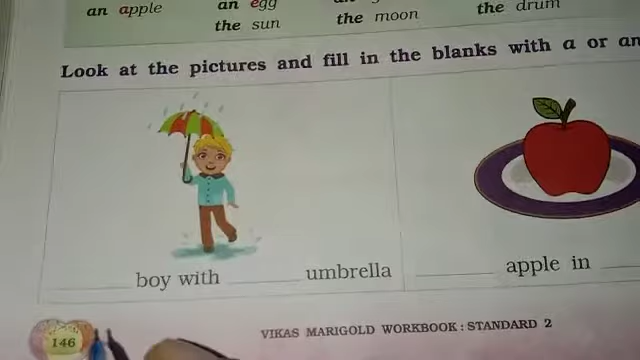 an apple
an egg
the sun
the moon
the drum
Look at the pictures and fill in the blanks with a or an
boy with umbrella
apple in
146
VIKAS MARIGOLD WORKBOOK : STANDARD 2